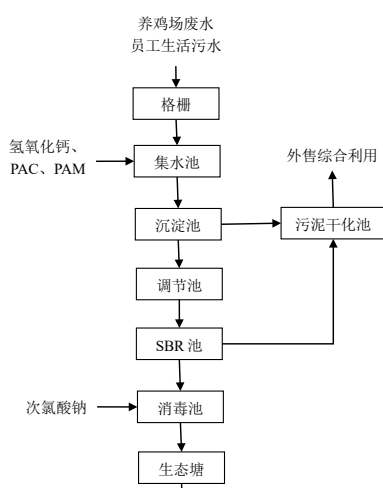 养鸡场废水
员工生活污水
格栅
氢氧化钙、
PAC、PAM
集水池
外售综合利用
沉淀池
污泥干化池
调节池
SBR 池
次氯酸钠
消毒池
生态塘